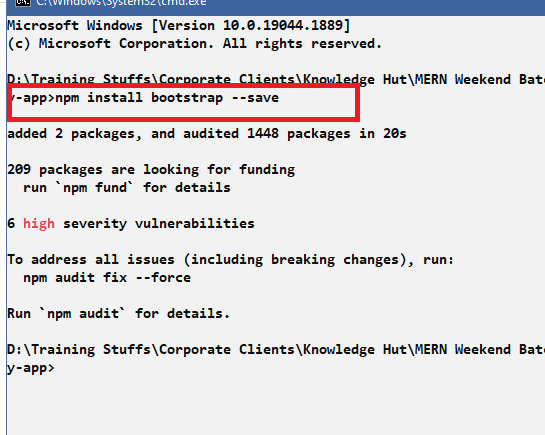 C:\Windows\System32\cmd.exe
Microsoft Windows [Version 10.0.19044.1889]
(c) Microsoft Corporation. All rights reserved.
D:\Training Stuffs\Corporate Clients\Knowledge Hut\MERN Weekend Bat
y-app>npm install bootstrap --save
added 2 packages, and audited 1448 packages in 20s
209 packages are looking for funding
run `npm fund` for details
6 high severity vulnerabilities
To address all issues (including breaking changes), run:
npm audit fix --force
Run `npm audit` for details.
D:\Training Stuffs\Corporate Clients\Knowledge Hut\MERN Weekend Bat
y-app>